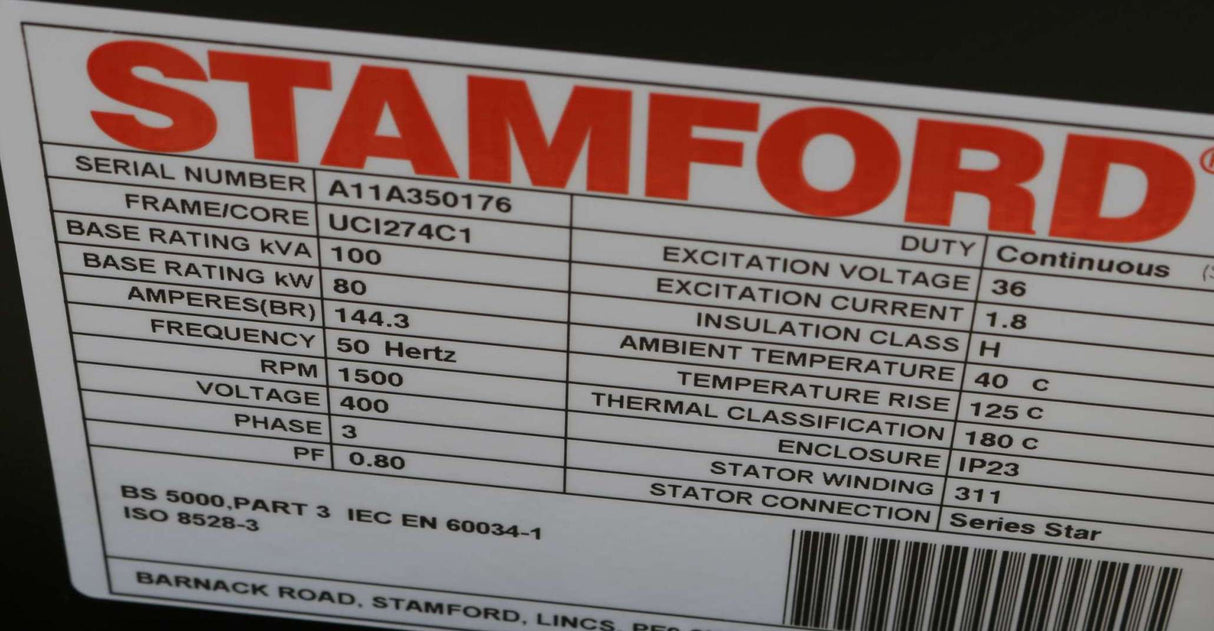 STAMFORD
SERIAL NUMBER A11A350176
FRAME/CORE UCI274C1
BASE RATING kVA 100
BASE RATING kW 80
AMPERES(BR) 144.3
FREQUENCY 50 Hertz
RPM 1500
VOLTAGE 400
PHASE 3
PF 0.80
DUTY Continuous
EXCITATION VOLTAGE 36
EXCITATION CURRENT 1.8
INSULATION CLASS H
AMBIENT TEMPERATURE 40 C
TEMPERATURE RISE 125 C
THERMAL CLASSIFICATION 180 C
ENCLOSURE IP23
STATOR WINDING 311
STATOR CONNECTION Series Star
BS 5000,PART 3 IEC EN 60034-1
ISO 8528-3
BARNACK ROAD, STAMFORD, LINCS